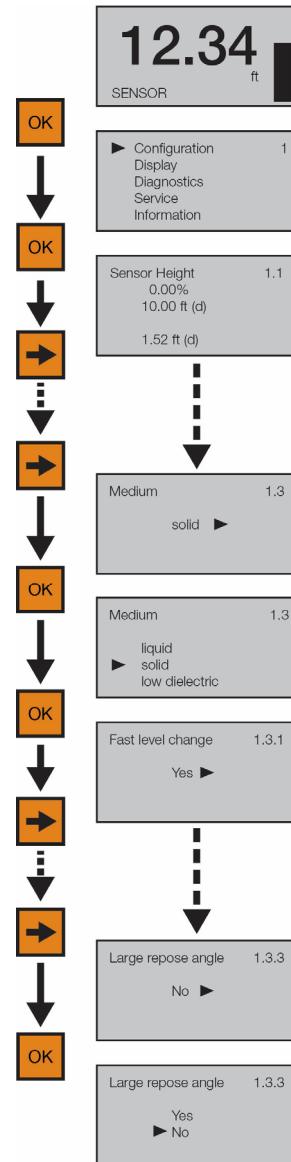 12.34
ft
SENSOR
OK
Configuration 1
Display
Diagnostics
Service
Information
OK
Sensor Height 1.1
0.00%
10.00 ft (d)
1.52 ft (d)
Medium 1.3
solid
OK
Medium 1.3
liquid
solid
low dielectric
OK
Fast level change 1.3.1
Yes
Large repose angle 1.3.3
No
OK
Large repose angle 1.3.3
Yes
No